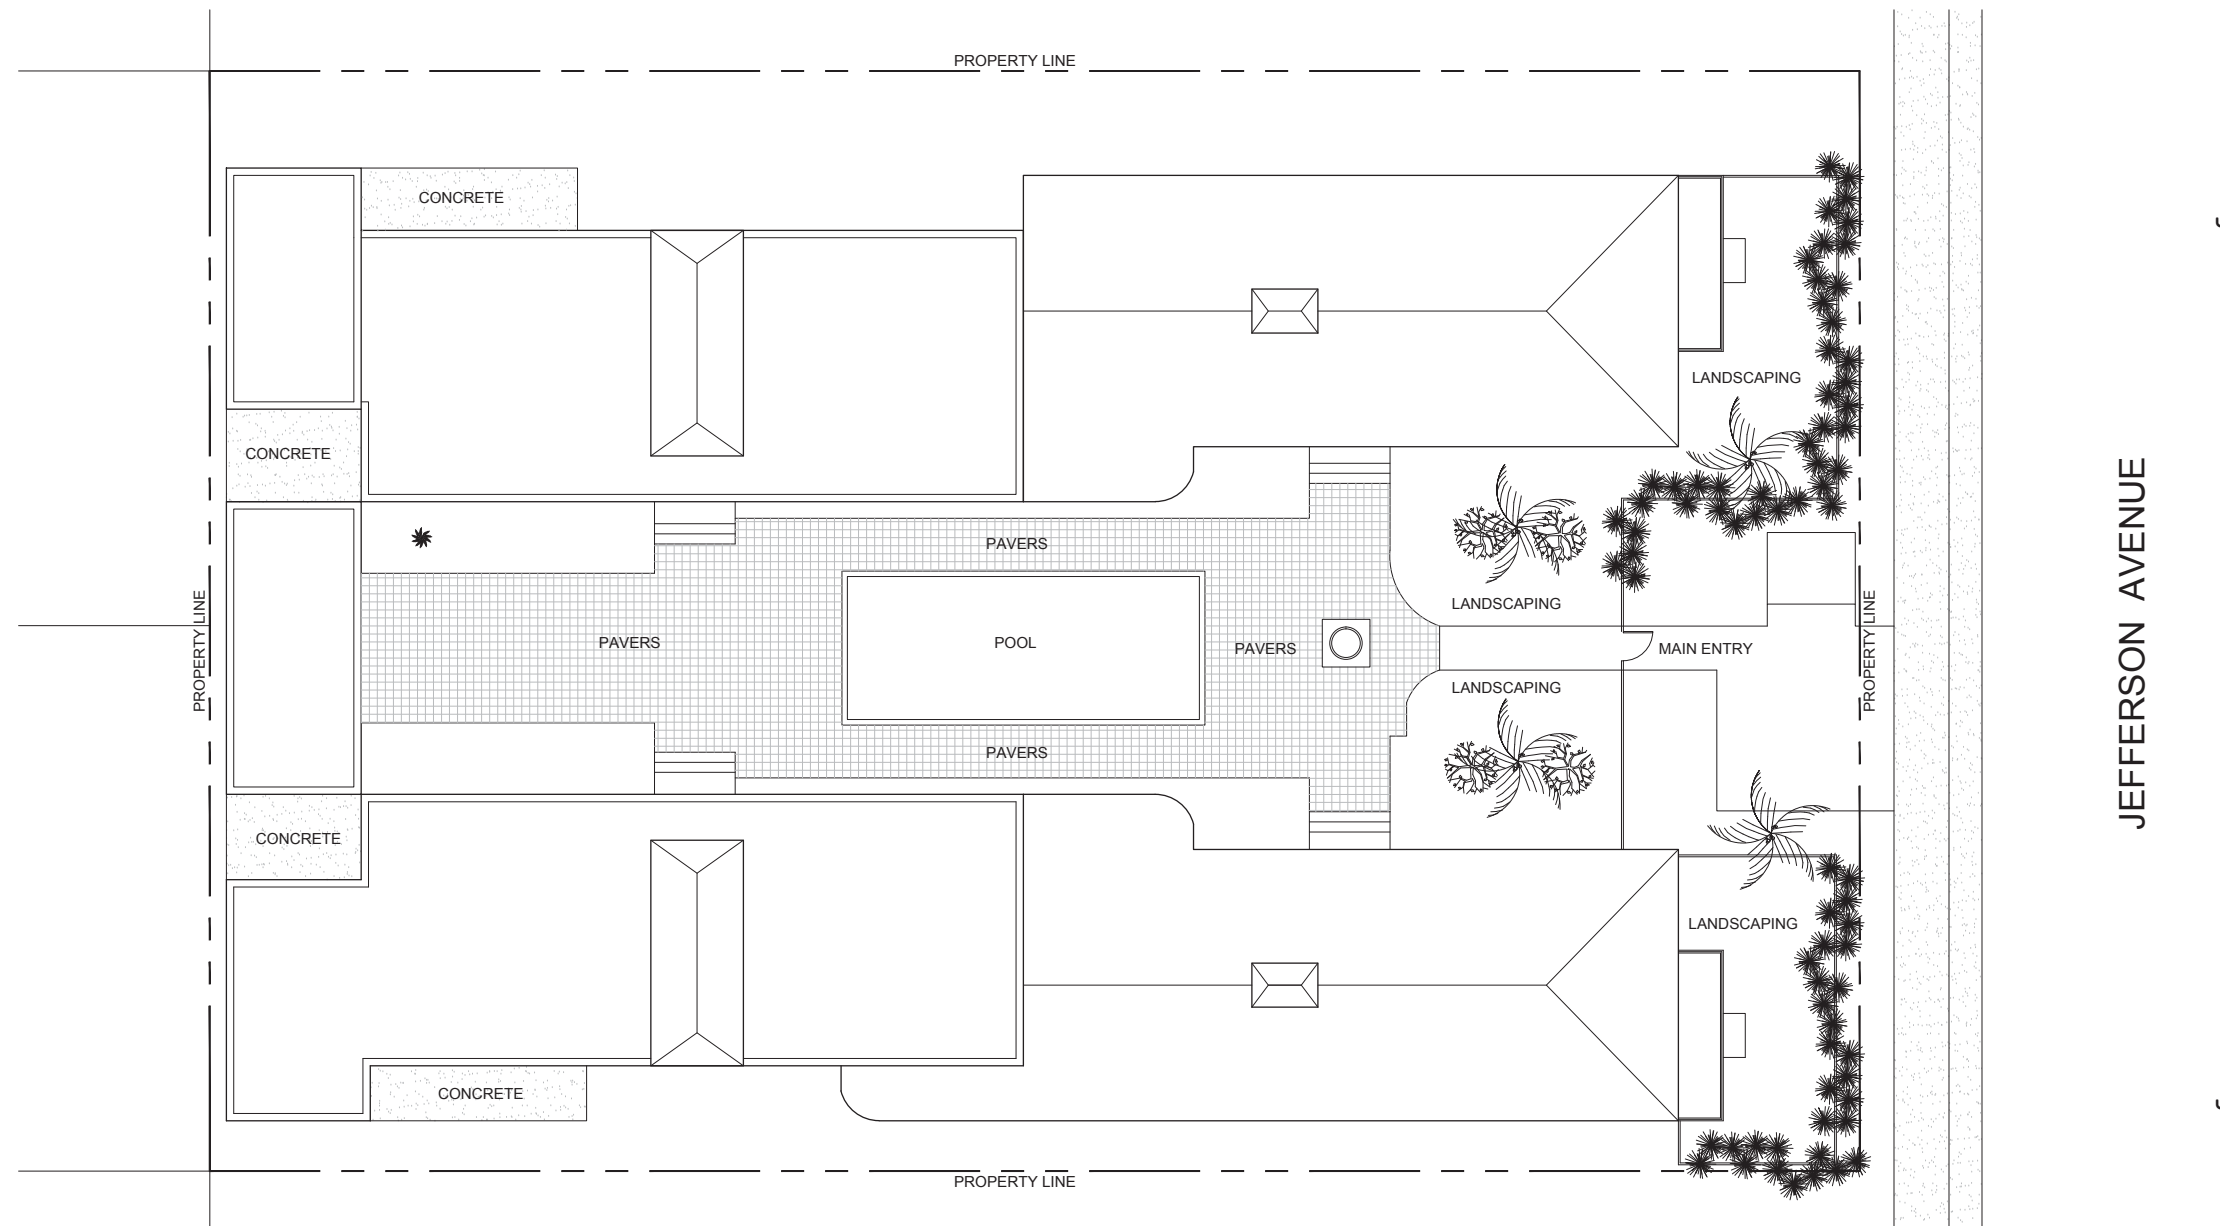 PROPERTY LINE
CONCRETE
LANDSCAPING
CONCRETE
PAVERS
LANDSCAPING
PROPERTY LINE
PAVERS
POOL
PAVERS
MAIN ENTRY
PROPERTY LINE
JEFFERSON AVENUE
LANDSCAPING
PAVERS
CONCRETE
LANDSCAPING
CONCRETE
PROPERTY LINE